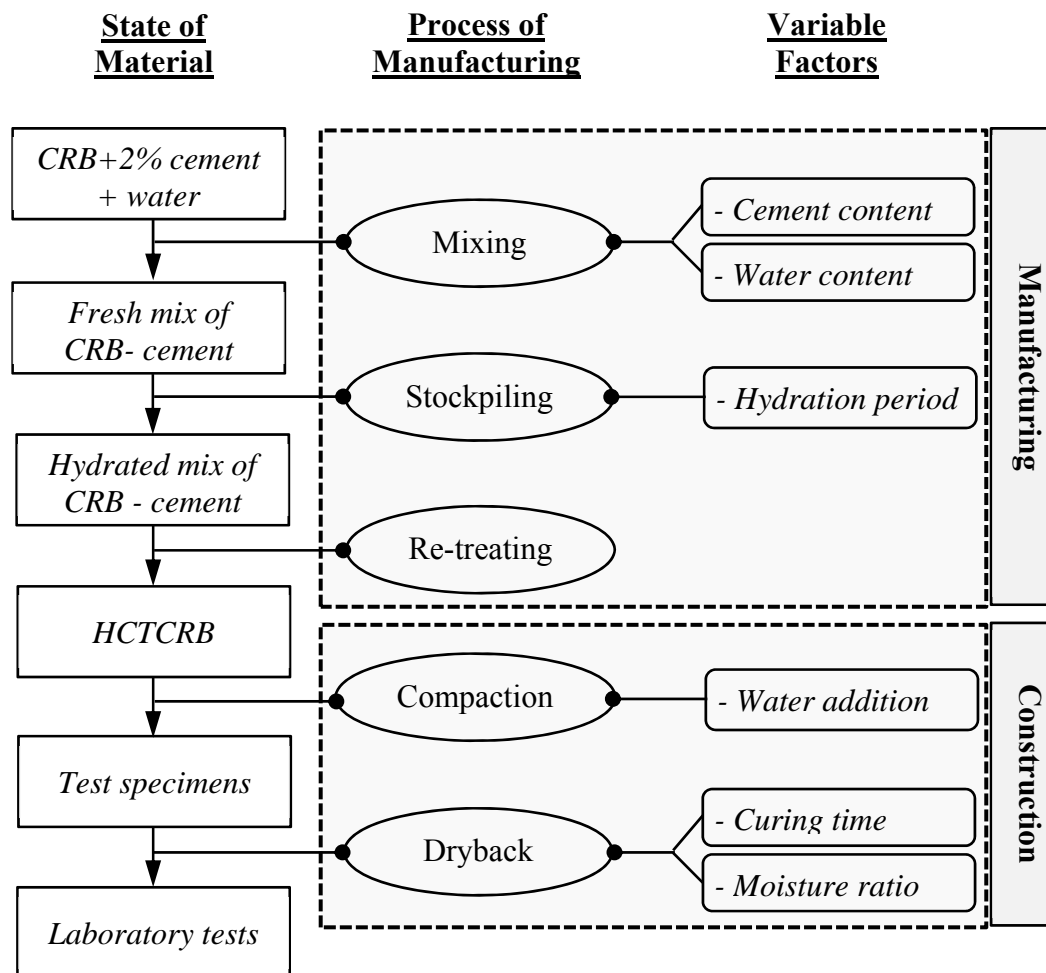 State of
Material
Process of
Manufacturing
Variable
Factors
CRB+2% cement
+ water
Mixing
- Cement content
- Water content
Fresh mix of
CRB- cement
Stockpiling
- Hydration period
Hydrated mix of
CRB - cement
Re-treating
Manufacturing
HCTCRB
Compaction
- Water addition
Test specimens
Dryback
- Curing time
- Moisture ratio
Construction
Laboratory tests